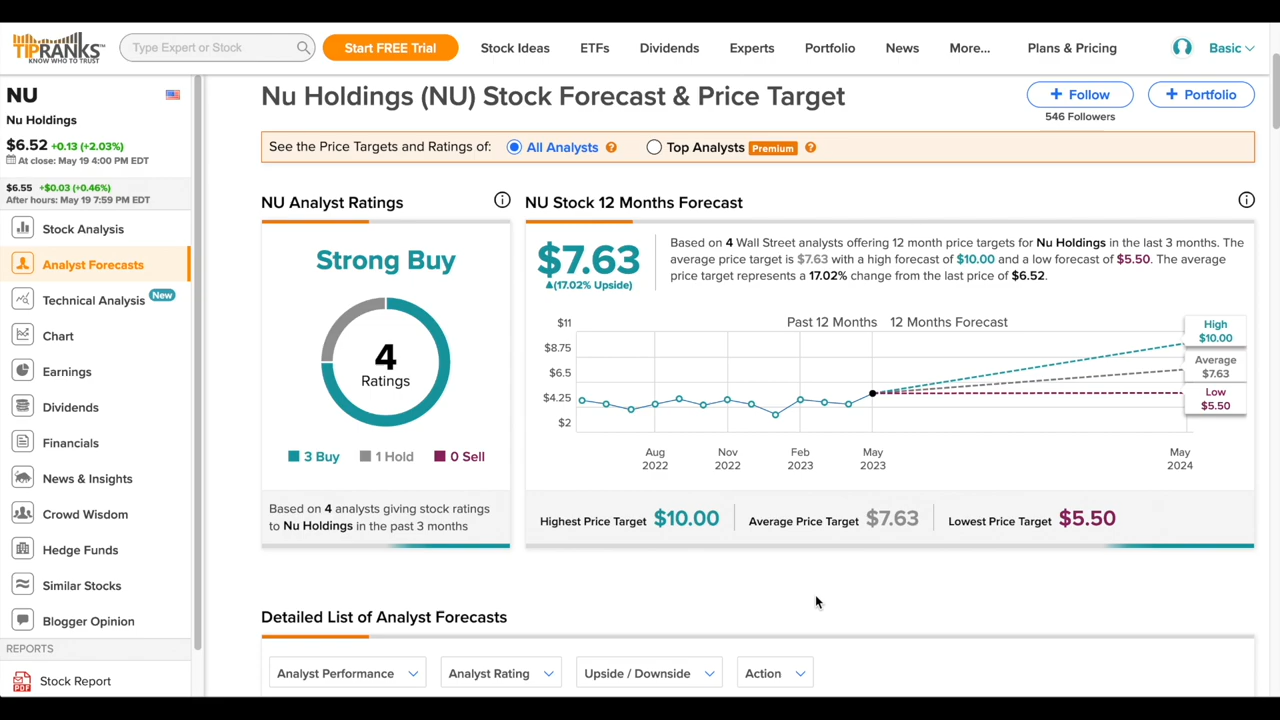 TIPRANKS
KNOW WHO TO TRUST
Type Expert or Stock
Start FREE Trial
Stock Ideas
ETFs
Dividends
Experts
Portfolio
News
More...
Plans & Pricing
Basic
NU
Nu Holdings
$6.52 +0.13 (+2.03%)
At close: May 19 4:00 PM EDT
$6.55 +$0.03 (+0.46%)
After hours: May 19 7:59 PM EDT
Stock Analysis
Analyst Forecasts
Technical Analysis New
Chart
Earnings
Dividends
Financials
News & Insights
Crowd Wisdom
Hedge Funds
Similar Stocks
Blogger Opinion
REPORTS
PDF
Stock Report
Nu Holdings (NU) Stock Forecast & Price Target
+ Follow
546 Followers
+ Portfolio
See the Price Targets and Ratings of:
All Analysts ?
Top Analysts Premium ?
NU Analyst Ratings
Strong Buy
4
Ratings
3 Buy
1 Hold
0 Sell
Based on 4 analysts giving stock ratings
to Nu Holdings in the past 3 months
NU Stock 12 Months Forecast
$7.63
▲(17.02% Upside)
Based on 4 Wall Street analysts offering 12 month price targets for Nu Holdings in the last 3 months. The
average price target is $7.63 with a high forecast of $10.00 and a low forecast of $5.50. The average
price target represents a 17.02% change from the last price of $6.52.
Past 12 Months
12 Months Forecast
$11
$8.75
$6.5
$4.25
$2
High
$10.00
Average
$7.63
Low
$5.50
Aug
2022
Nov
2022
Feb
2023
May
2023
May
2024
Highest Price Target $10.00
Average Price Target $7.63
Lowest Price Target $5.50
Detailed List of Analyst Forecasts
Analyst Performance
Analyst Rating
Upside / Downside
Action